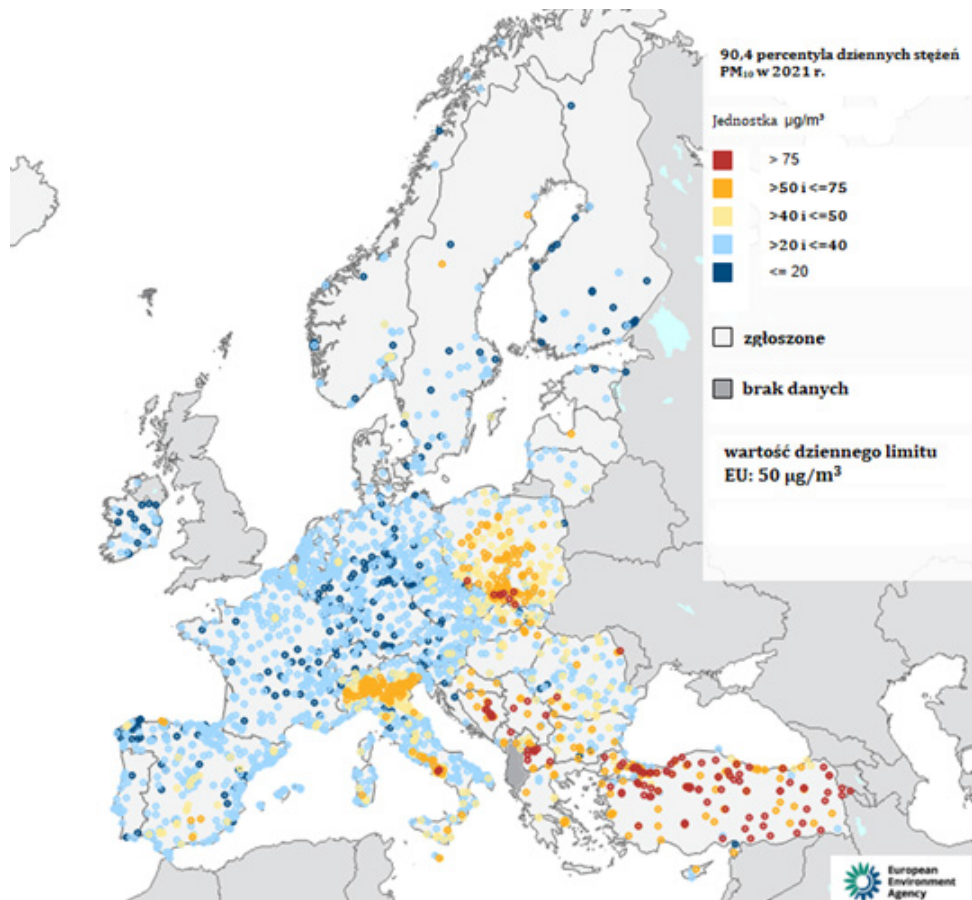 90,4 percentyla dziennych stężeń
PM₁₀ w 2021 r.
Jednostka µg/m³
> 75
>50 i <=75
>40 i <=50
>20 i <=40
<= 20
zgłoszone
brak danych
wartość dziennego limitu
EU: 50 µg/m³
European
Environment
Agency